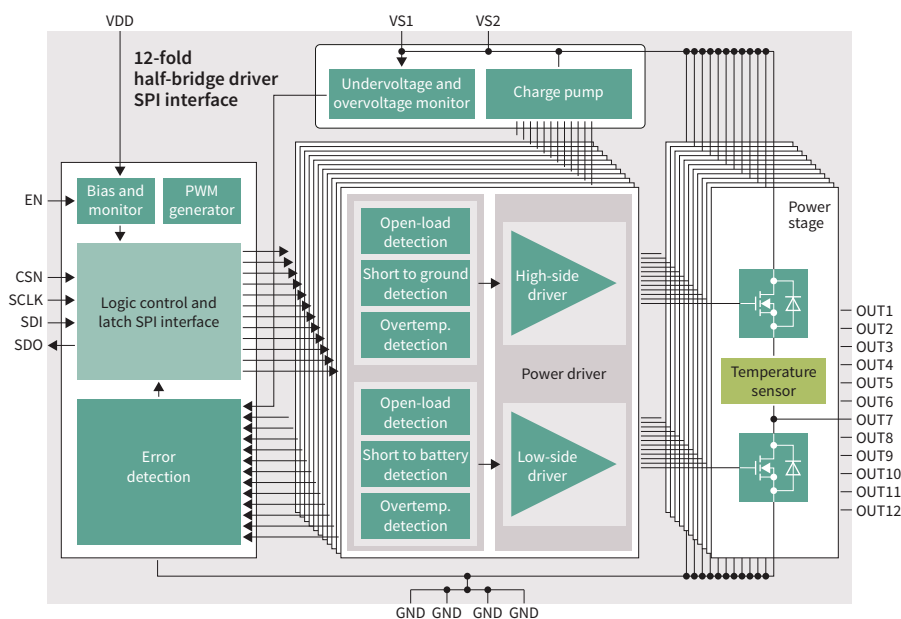 VDD
VS1
VS2
12-fold
half-bridge driver
SPI interface
Undervoltage and
overvoltage monitor
Charge pump
EN
Bias and
monitor
PWM
generator
CSN
SCLK
SDI
SDO
Logic control and
latch SPI interface
Error
detection
Open-load
detection
Short to ground
detection
Overtemp.
detection
High-side
driver
Power driver
Open-load
detection
Short to battery
detection
Overtemp.
detection
Low-side
driver
Power
stage
Temperature
sensor
OUT1
OUT2
OUT3
OUT4
OUT5
OUT6
OUT7
OUT8
OUT9
OUT10
OUT11
OUT12
GND GND GND GND